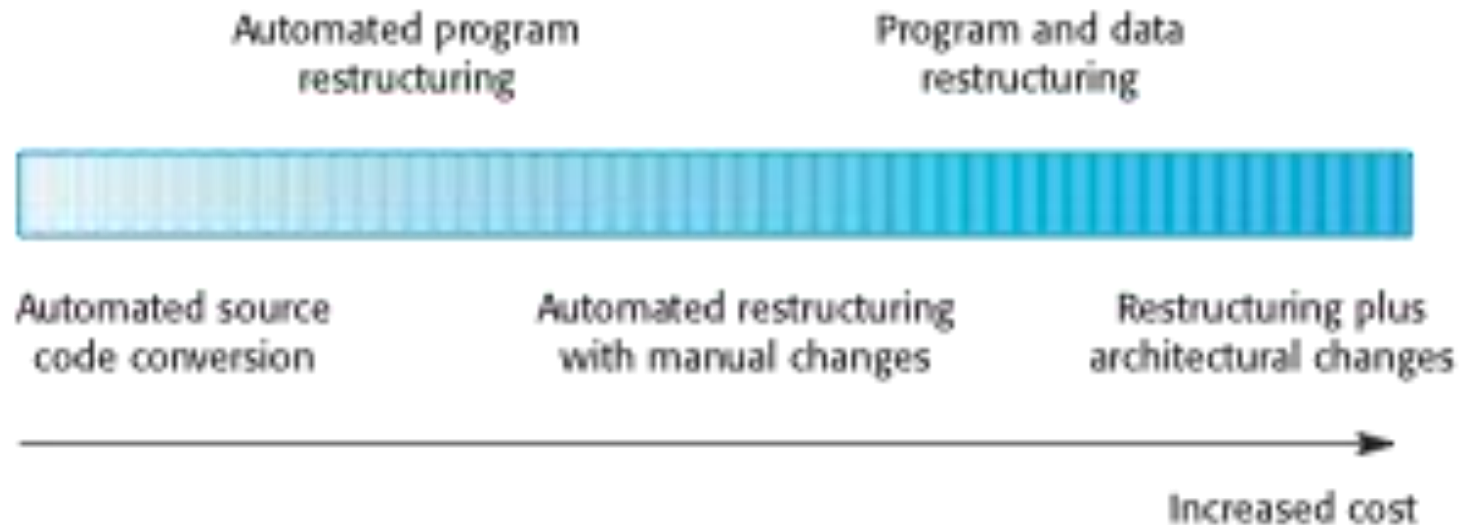 Automated program
restructuring
Program and data
restructuring
Automated source
code conversion
Automated restructuring
with manual changes
Restructuring plus
architectural changes
Increased cost